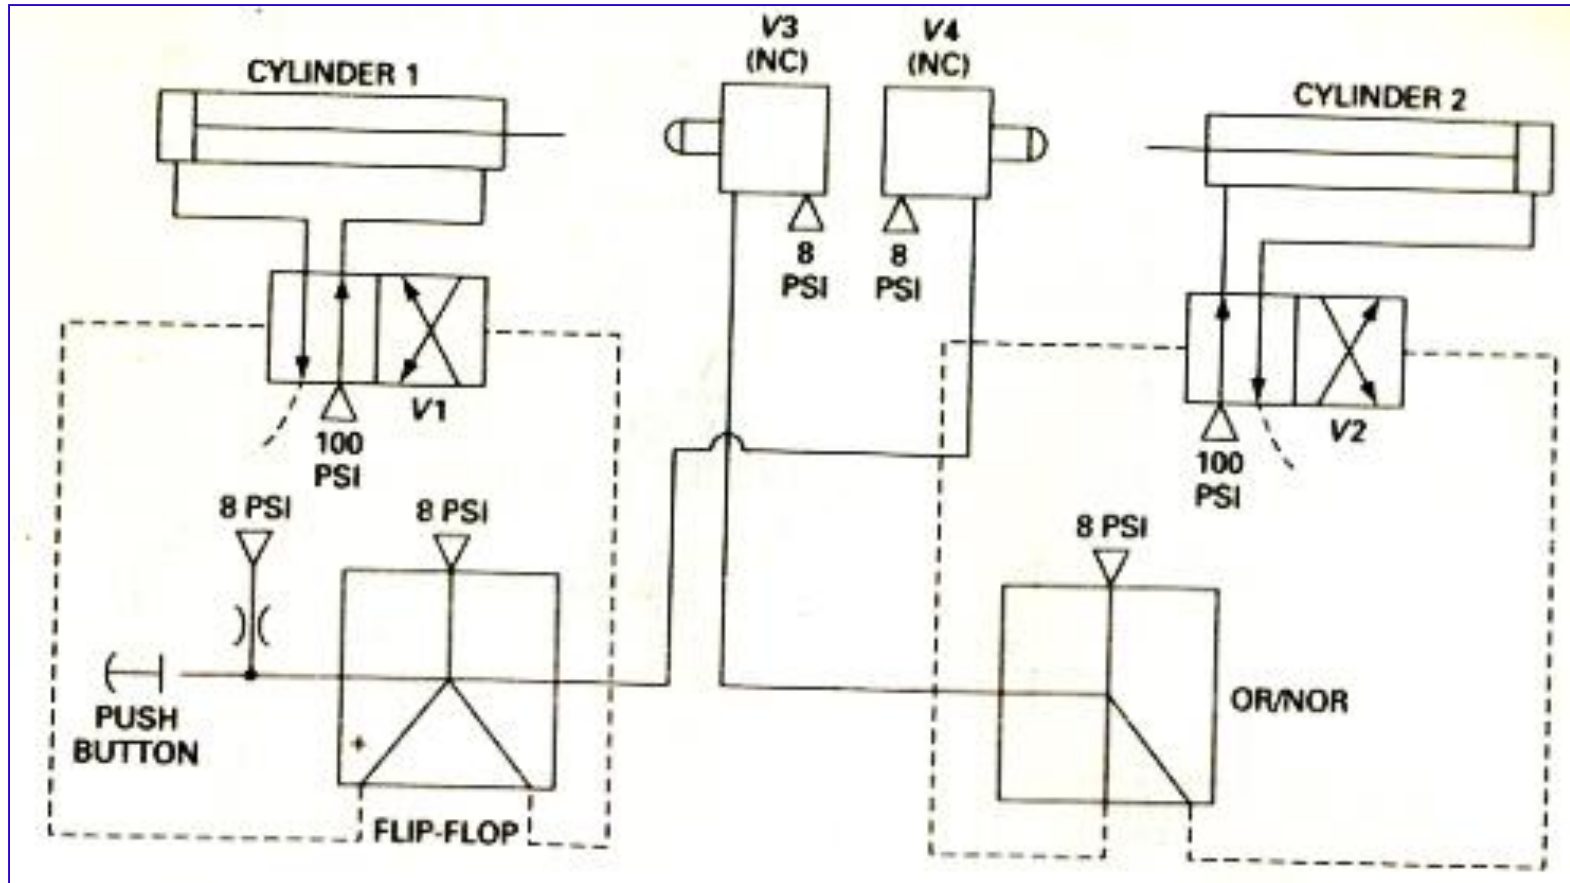 V3
(NC)
V4
(NC)
CYLINDER 1
CYLINDER 2
8
PSI
8
PSI
V1
100
PSI
V2
100
PSI
8 PSI
8 PSI
8 PSI
PUSH
BUTTON
+
FLIP-FLOP
OR/NOR